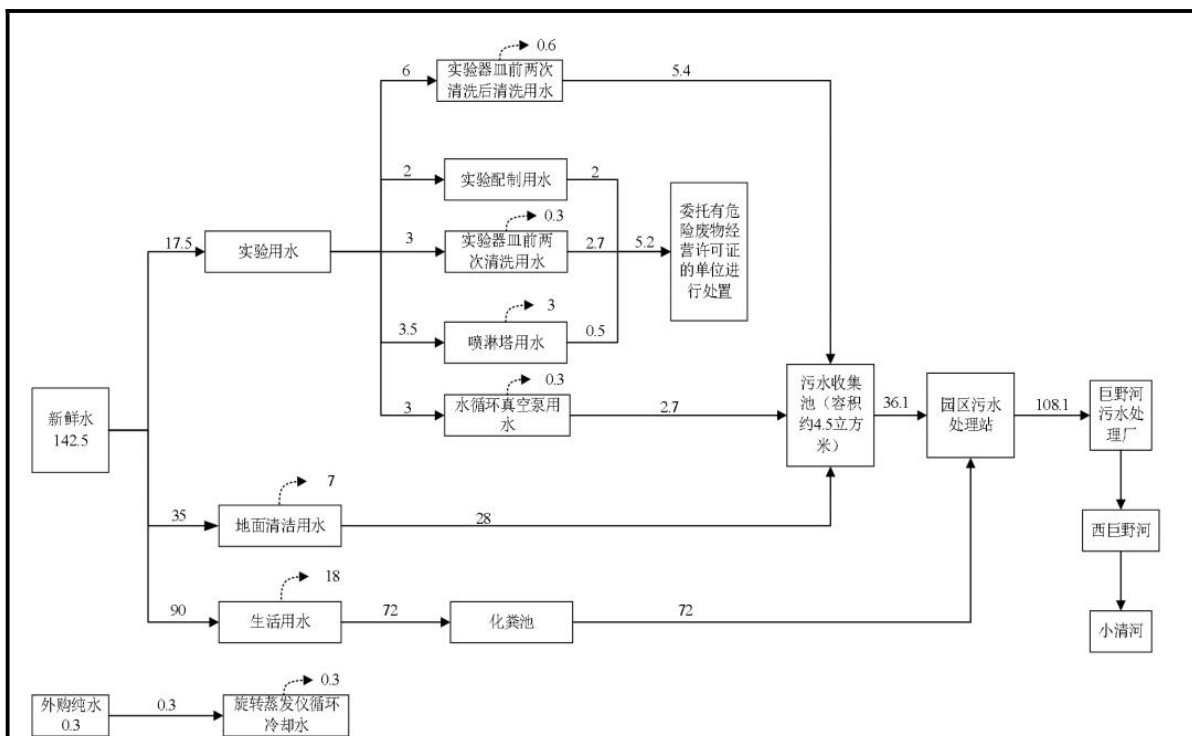 0.6
6
实验器皿前两次
清洗后清洗用水
5.4
2
实验配制用水
2
0.3
委托有危
险废物经
营许可证
的单位进
行处置
17.5
实验用水
3
实验器皿前两
次清洗用水
2.7
5.2
3
3.5
喷淋塔用水
0.5
0.3
新鲜水
142.5
3
水循环真空泵用
水
2.7
污水收集
池（容积
约4.5立方
米）
36.1
园区污水
处理站
108.1
巨野河
污水处
理厂
7
35
地面清洁用水
28
西巨野河
18
90
生活用水
72
化粪池
72
小清河
外购纯水
0.3
0.3
0.3
旋转蒸发仪循环
冷却水